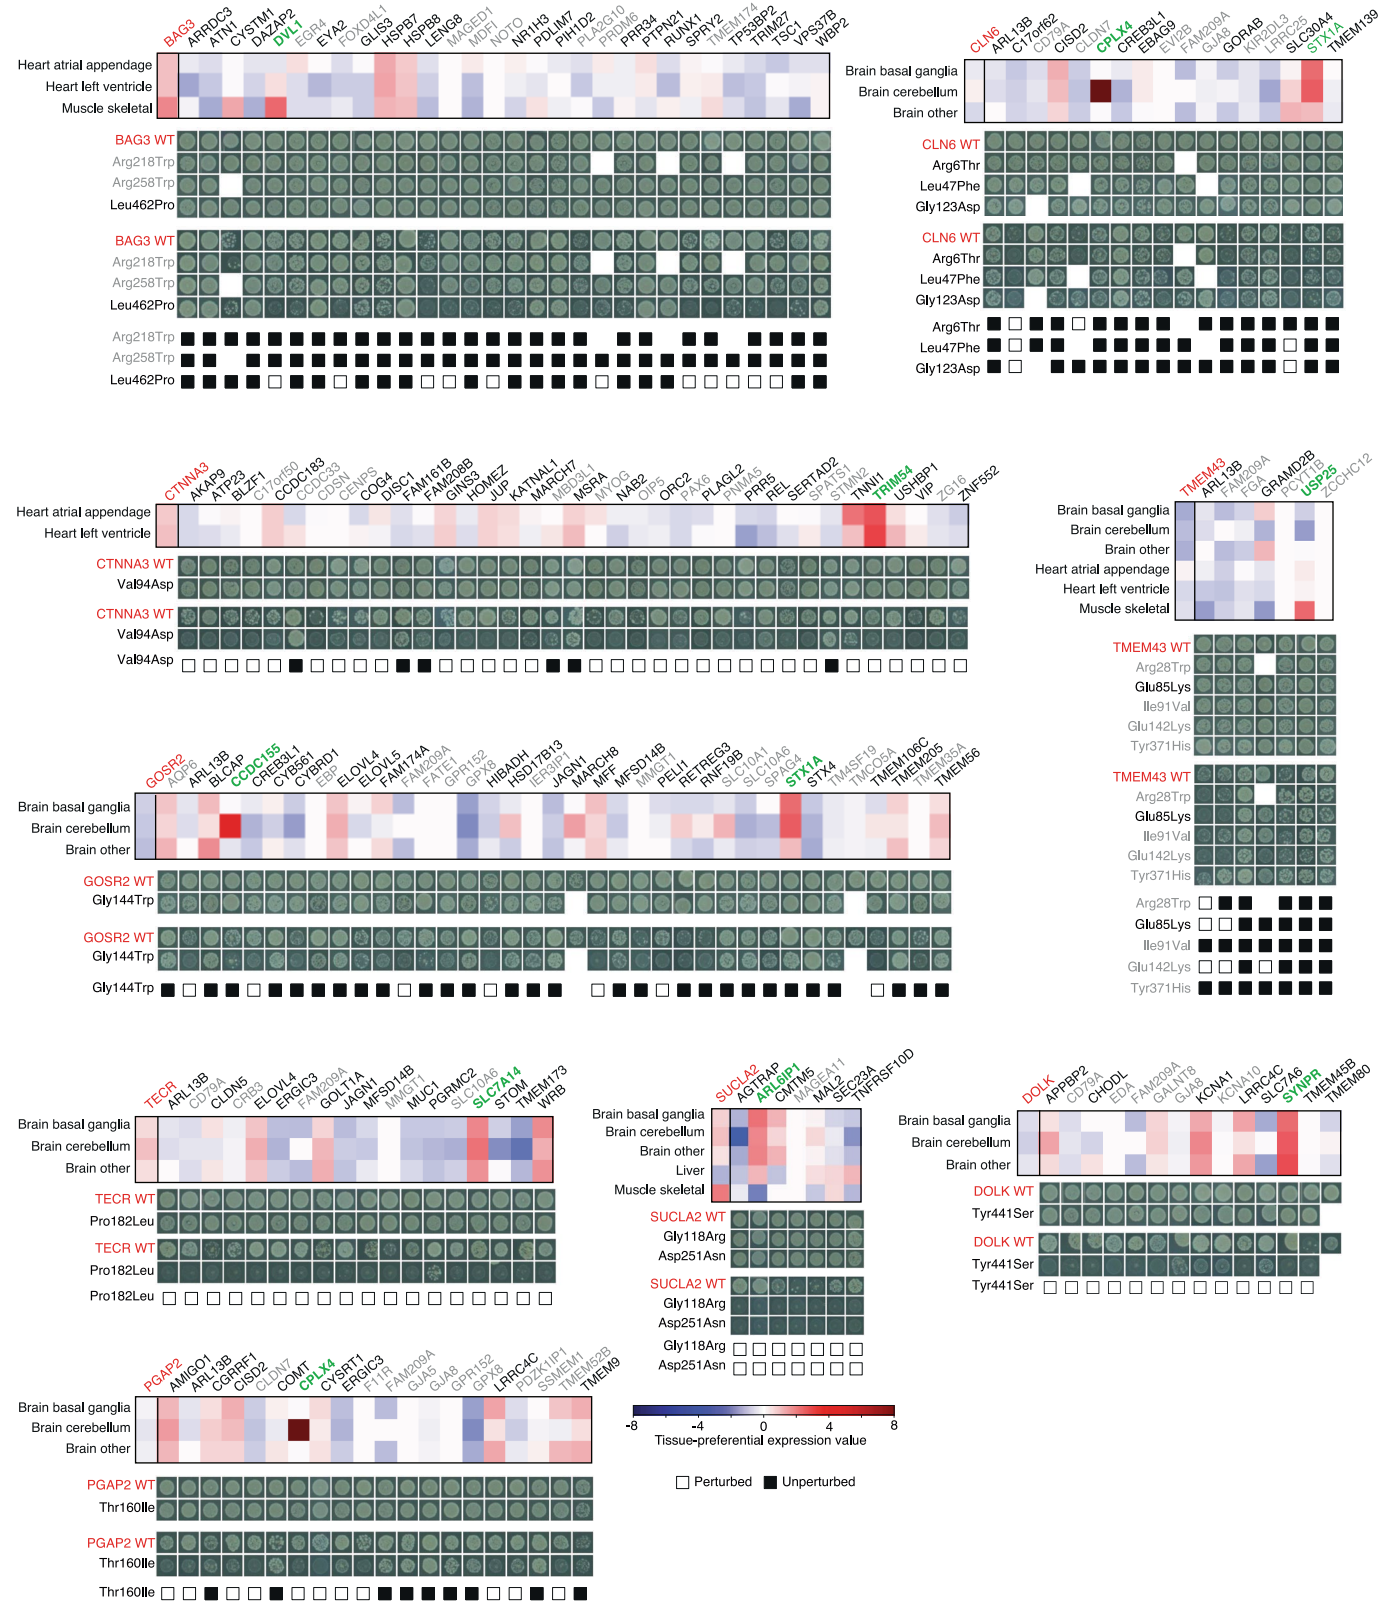 BAG3 ARRDC3 ATN1 CYSTM1 DAZAP2 DVL1 EGR4 EYA2 FOXD4L1 GLIS3 HSPB7 HSPB8 LENG8 MAGED1 MDFI NOTO NR1H3 PDLIM7 PIH1D2 PLA2G10 PRDM6 PRR34 PTPN21 RUNX1 SPRY2 TMEM174 TP53BP2 TRIM27 TSC1 VPS37B WBP2
Heart atrial appendage
Heart left ventricle
Muscle skeletal
BAG3 WT
Arg218Trp
Arg258Trp
Leu462Pro
BAG3 WT
Arg218Trp
Arg258Trp
Leu462Pro
Arg218Trp
Arg258Trp
Leu462Pro
CLN6 ARL13B C17orf62 CD79A CISD2 CLDN7 CPLX4 CREB3L1 EBAG9 EVI2B FAM209A GJA8 GORAB KIR2DL3 LRRC25 SLC30A4 STX1A TMEM139
Brain basal ganglia
Brain cerebellum
Brain other
CLN6 WT
Arg6Thr
Leu47Phe
Gly123Asp
CLN6 WT
Arg6Thr
Leu47Phe
Gly123Asp
Arg6Thr
Leu47Phe
Gly123Asp
CTNNA3 AKAP9 ATP23 BLZF1 C17orf50 CCDC183 CCDC33 CDSN CENPS COG4 DISC1 FAM161B FAM208B GINS3 HOMEZ JUP KATNAL1 MARCH7 MBD3L1 MSRA MYOG NAB2 OIP5 ORC2 PAX6 PLAGL2 PNMA5 PRR5 REL SERTAD2 SPATS1 STMN2 TNNI1 TRIM54 USHBP1 VIP ZG16 ZNF552
Heart atrial appendage
Heart left ventricle
CTNNA3 WT
Val94Asp
CTNNA3 WT
Val94Asp
Val94Asp
TMEM43 ARL13B FAM209A FGA GRAMD2B PCYT1B USP25 ZCCHC12
Brain basal ganglia
Brain cerebellum
Brain other
Heart atrial appendage
Heart left ventricle
Muscle skeletal
TMEM43 WT
Arg28Trp
Glu85Lys
Ile91Val
Glu142Lys
Tyr371His
TMEM43 WT
Arg28Trp
Glu85Lys
Ile91Val
Glu142Lys
Tyr371His
Arg28Trp
Glu85Lys
Ile91Val
Glu142Lys
Tyr371His
GOSR2 AQP6 ARL13B BLCAP CCDC155 CREB3L1 CYB561 CYBRD1 EBP ELOVL4 ELOVL5 FAM174A FAM209A FATE1 GPR152 GPX8 HIBADH HSD17B13 IER3IP1 JAGN1 MARCH8 MFF MFSD14B MMGT1 PELI1 RETREG3 RNF19B SLC10A1 SLC10A6 SPAG4 STX1A STX4 TM4SF19 TMCO5A TMEM106C TMEM205 TMEM35A TMEM56
Brain basal ganglia
Brain cerebellum
Brain other
GOSR2 WT
Gly144Trp
GOSR2 WT
Gly144Trp
Gly144Trp
TECR ARL13B CD79A CLDN5 CRB3 ELOVL4 ERGIC3 FAM209A GOLT1A JAGN1 MFSD14B MMGT1 MUC1 PGRMC2 SLC10A6 SLC7A14 STOM TMEM173 WRB
Brain basal ganglia
Brain cerebellum
Brain other
TECR WT
Pro182Leu
TECR WT
Pro182Leu
Pro182Leu
SUCLA2 AGTRAP ARL6IP1 CMTM5 MAGEA11 MAL2 SEC23A TNFRSF10D
Brain basal ganglia
Brain cerebellum
Brain other
Liver
Muscle skeletal
SUCLA2 WT
Gly118Arg
Asp251Asn
SUCLA2 WT
Gly118Arg
Asp251Asn
Gly118Arg
Asp251Asn
DOLK APPBP2 CD79A CHODL EDA FAM209A GALNT8 GJA8 KCNA1 KCNA10 LRRC4C SLC7A6 SYNPR TMEM45B TMEM80
Brain basal ganglia
Brain cerebellum
Brain other
DOLK WT
Tyr441Ser
DOLK WT
Tyr441Ser
Tyr441Ser
PGAP2 AMIGO1 ARL13B CGRRF1 CISD2 CLDN7 COMT CPLX4 CYSRT1 ERGIC3 F11R FAM209A GJA5 GJA8 GPR152 GPX8 LRRC4C PDZK1IP1 SSMEM1 TMEM52B TMEM9
Brain basal ganglia
Brain cerebellum
Brain other
PGAP2 WT
Thr160Ile
PGAP2 WT
Thr160Ile
Thr160Ile
-8 -4 0 4 8
Tissue-preferential expression value
Perturbed Unperturbed